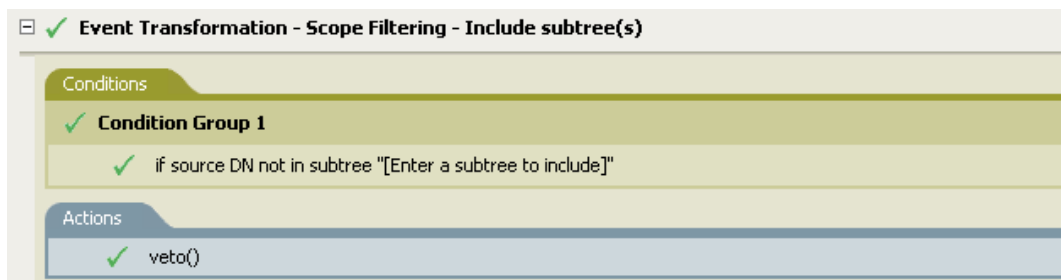 Event Transformation - Scope Filtering - Include subtree(s)
Conditions
Condition Group 1
if source DN not in subtree "[Enter a subtree to include]"
Actions
veto()